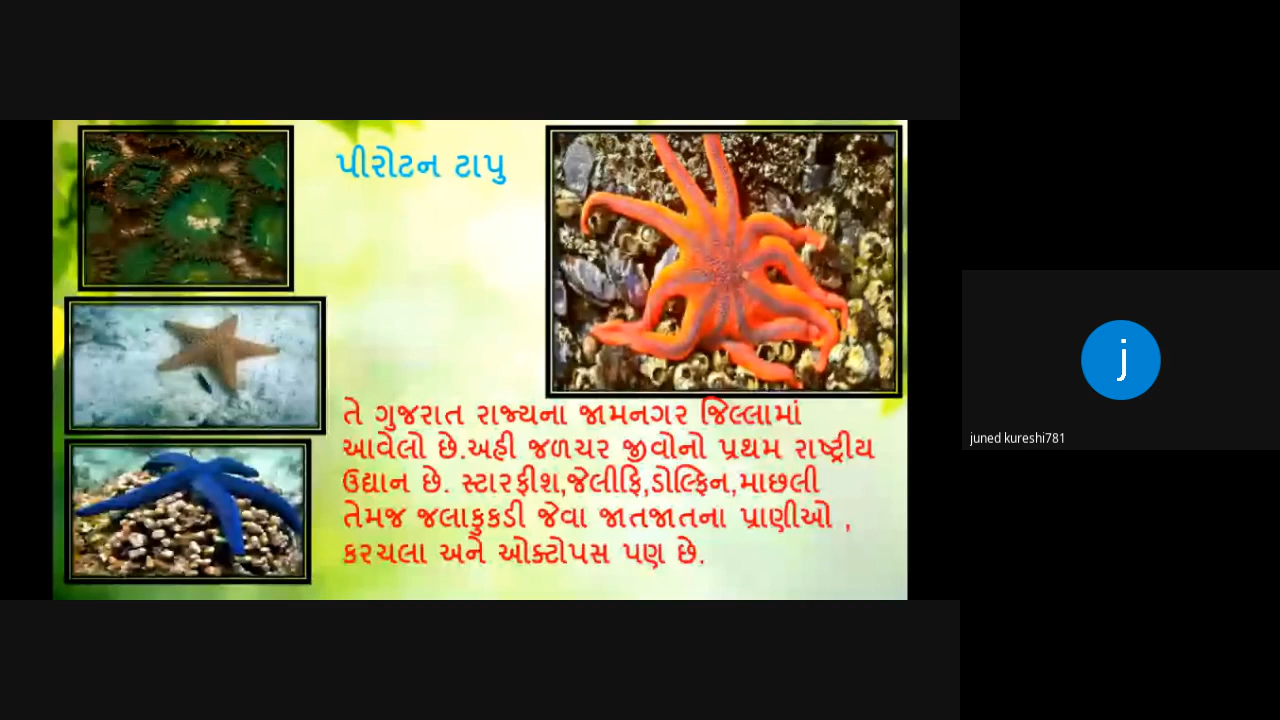 પીરોટન ટાપુ
તે ગુજરાત રાજ્યના જામનગર જિલ્લામાં
આવેલો છે.અહી જળચર જીવોનો પ્રથમ રાષ્ટ્રીય
ઉદ્યાન છે. સ્ટારફીશ,જેલીફિ,ડોલ્ફિન,માછલી
તેમજ જલાકુકડી જેવા જાતજાતના પ્રાણીઓ ,
કરચલા અને ઓક્ટોપસ પણ છે.
j
juned kureshi781